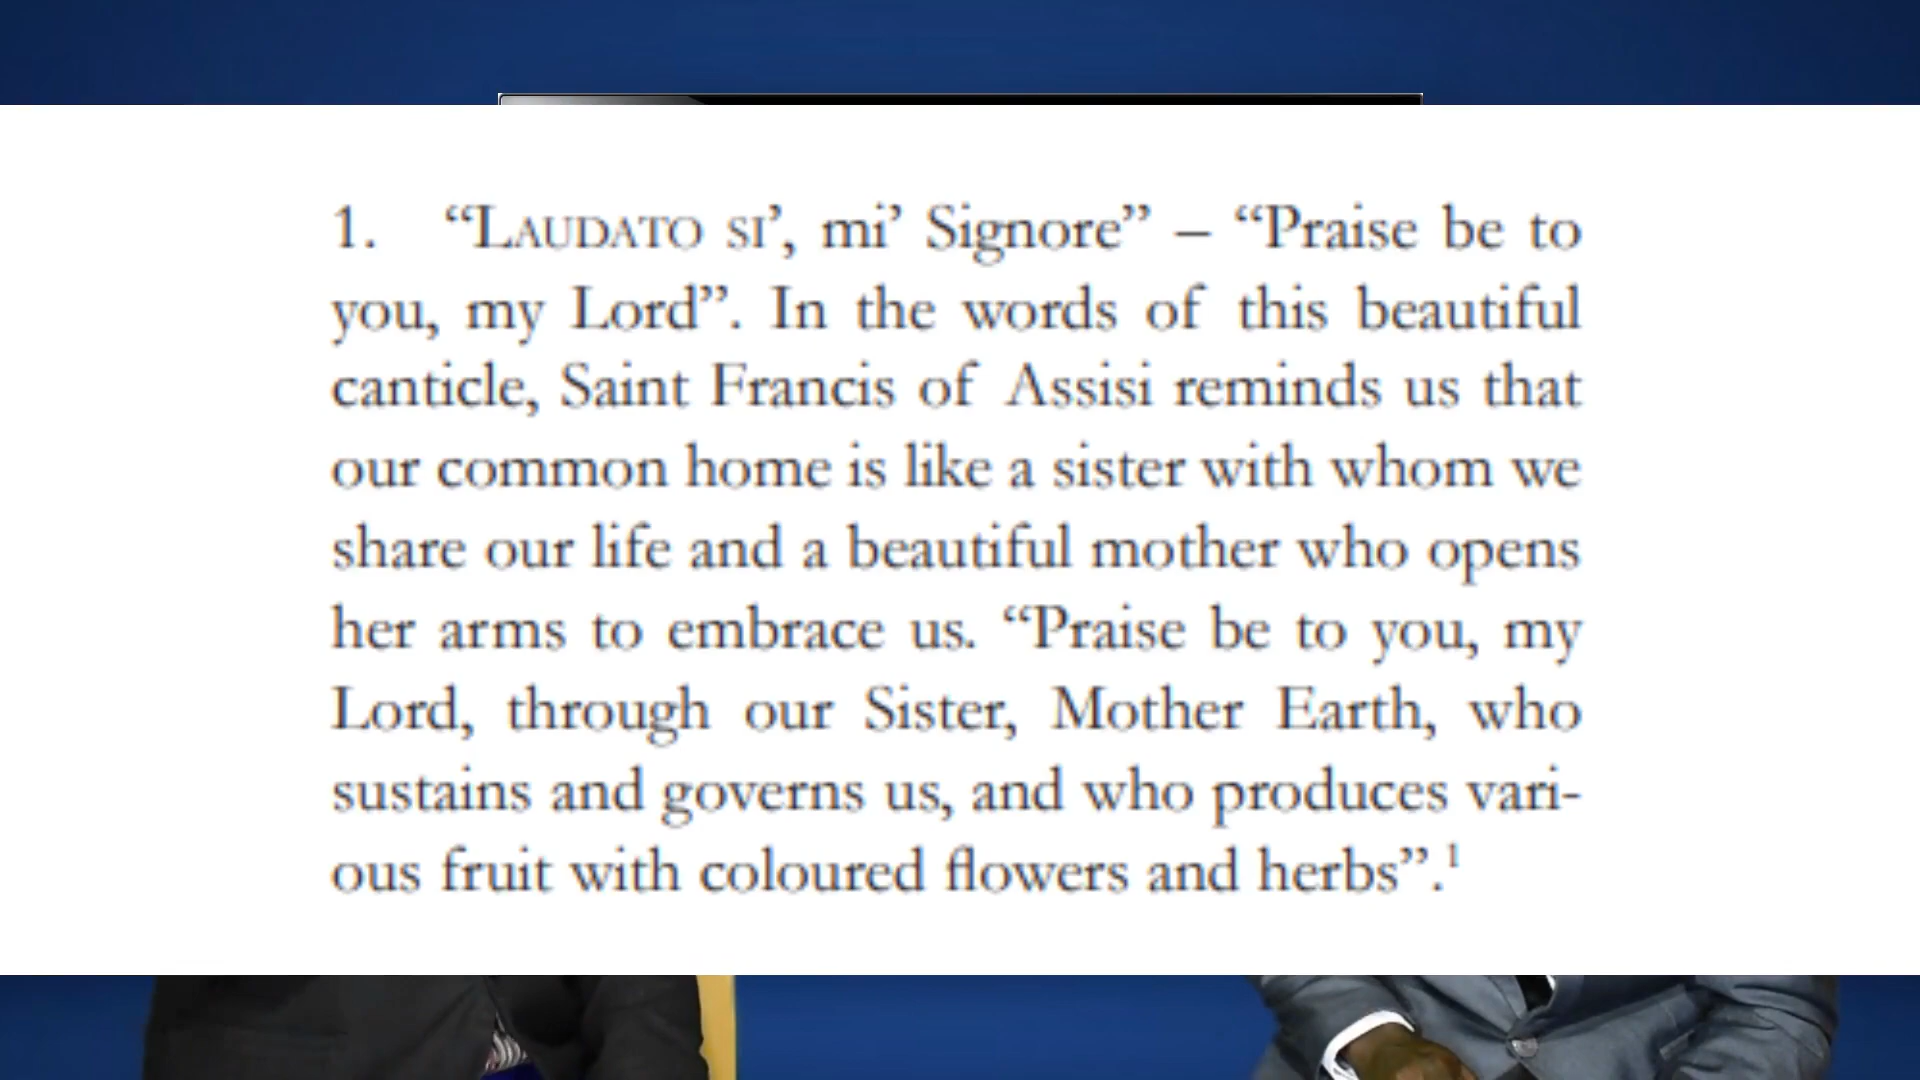 1. “LAUDATO SI’, mi’ Signore” – “Praise be to
you, my Lord”. In the words of this beautiful
canticle, Saint Francis of Assisi reminds us that
our common home is like a sister with whom we
share our life and a beautiful mother who opens
her arms to embrace us. “Praise be to you, my
Lord, through our Sister, Mother Earth, who
sustains and governs us, and who produces vari-
ous fruit with coloured flowers and herbs”.¹